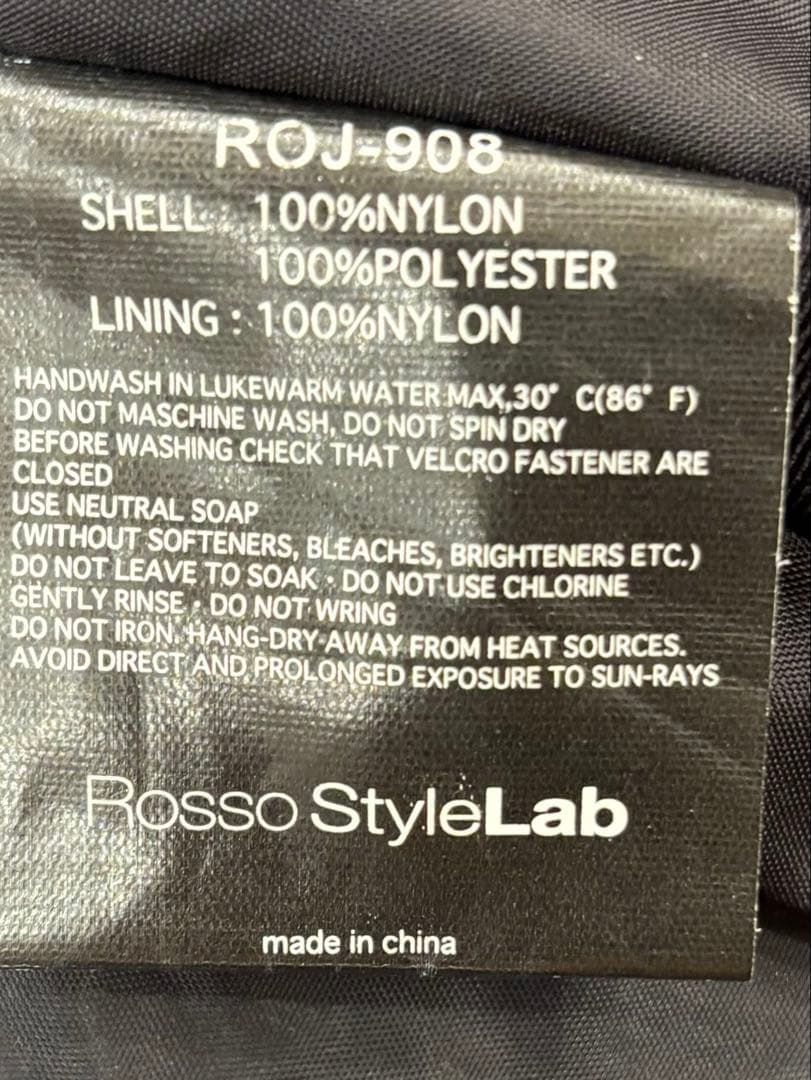 ROJ-908
SHELL : 100%NYLON
100%POLYESTER
LINING : 100%NYLON
HANDWASH IN LUKEWARM WATER MAX,30° C(86° F)
DO NOT MASCHINE WASH, DO NOT SPIN DRY
BEFORE WASHING CHECK THAT VELCRO FASTENER ARE
CLOSED
USE NEUTRAL SOAP
(WITHOUT SOFTENERS, BLEACHES, BRIGHTENERS ETC.)
DO NOT LEAVE TO SOAK · DO NOT USE CHLORINE
GENTLY RINSE · DO NOT WRING
DO NOT IRON. HANG-DRY AWAY FROM HEAT SOURCES.
AVOID DIRECT AND PROLONGED EXPOSURE TO SUN-RAYS
Rosso StyleLab
made in china